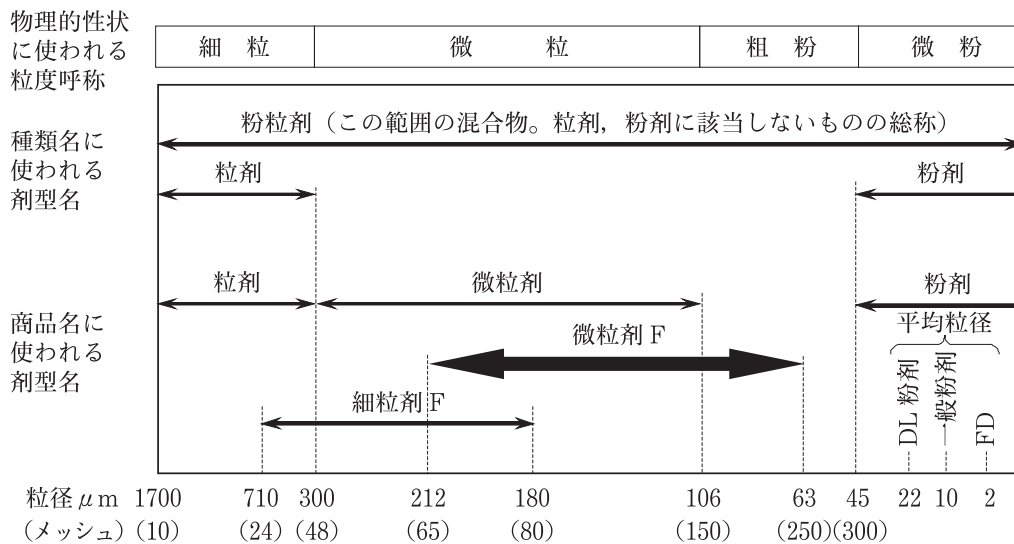 物理的性状
に使われる
粒度呼称
細 粒 微 粒 粗 粉 微 粉
粉粒剤（この範囲の混合物。粒剤，粉剤に該当しないものの総称）
種類名に
使われる
剤型名
粒剤 粉剤
粒剤 微粒剤 粉剤
商品名に
使われる
剤型名
平均粒径
微粒剤 F
細粒剤 F
DL 粉剤
一般粉剤
FD
粒径 μm 1700 710 300 212 180 106 63 45 22 10 2
(メッシュ) (10) (24) (48) (65) (80) (150) (250) (300)